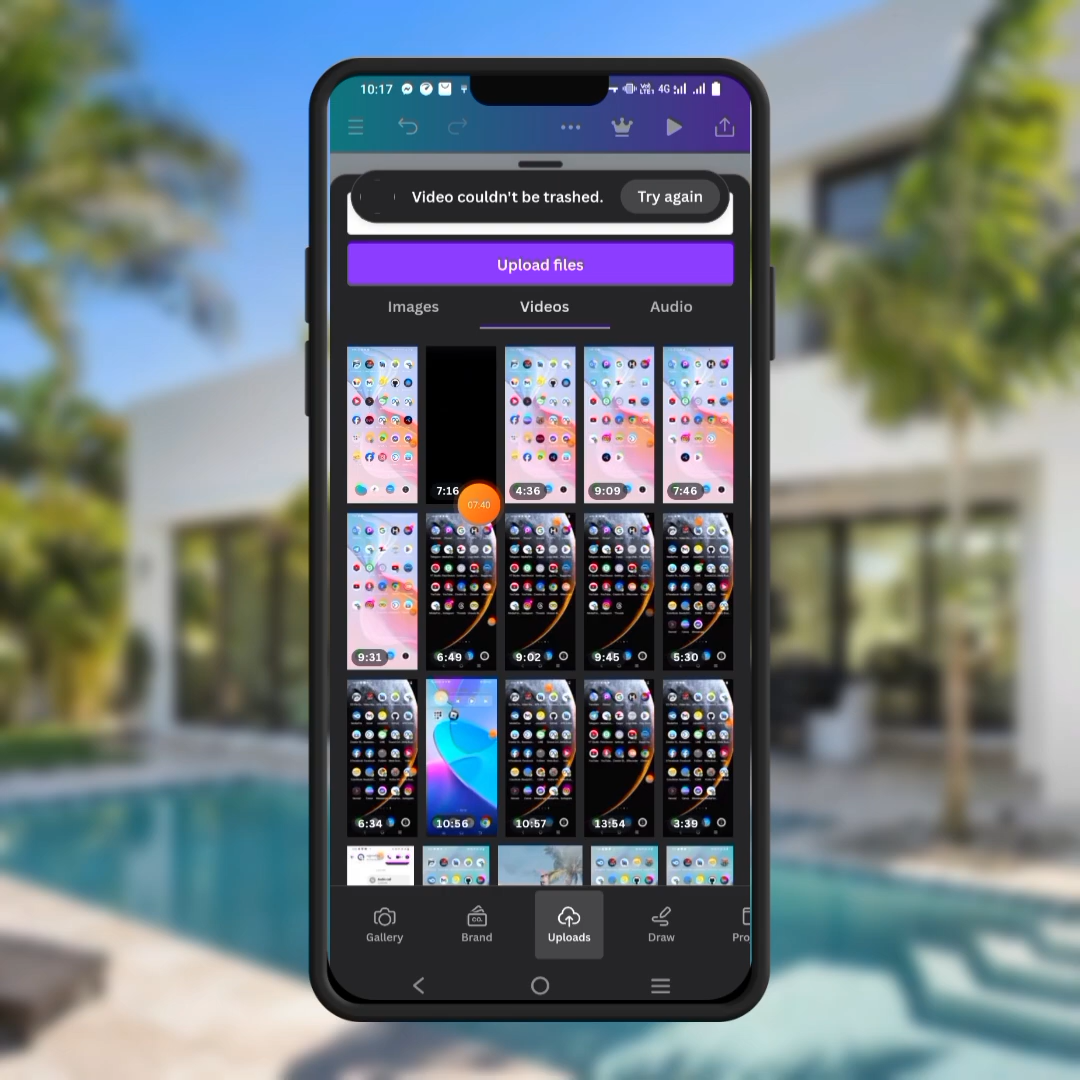 10:17
4G
Video couldn't be trashed.
Try again
Upload files
Images
Videos
Audio
7:16
4:36
9:09
7:46
07:40
9:31
6:49
9:02
9:45
5:30
6:34
10:56
10:57
13:54
3:39
CO.
Gallery
Brand
Uploads
Draw
Pro